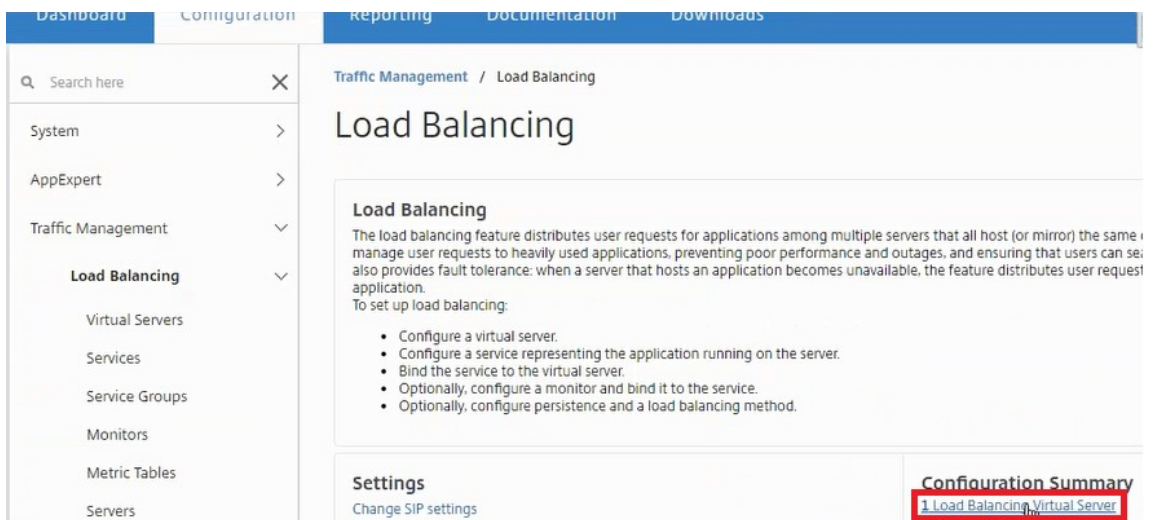 Dashboard Configuration Reporting Documentation Downloads
Search here
System
AppExpert
Traffic Management
Load Balancing
Virtual Servers
Services
Service Groups
Monitors
Metric Tables
Servers
Traffic Management / Load Balancing
Load Balancing
Load Balancing
The load balancing feature distributes user requests for applications among multiple servers that all host (or mirror) the same
manage user requests to heavily used applications, preventing poor performance and outages, and ensuring that users can
also provides fault tolerance: when a server that hosts an application becomes unavailable, the feature distributes user request
application.
To set up load balancing:
• Configure a virtual server.
• Configure a service representing the application running on the server.
• Bind the service to the virtual server.
• Optionally, configure a monitor and bind it to the service.
• Optionally, configure persistence and a load balancing method.
Settings
Change SIP settings
Configuration Summary
1 Load Balancing Virtual Server